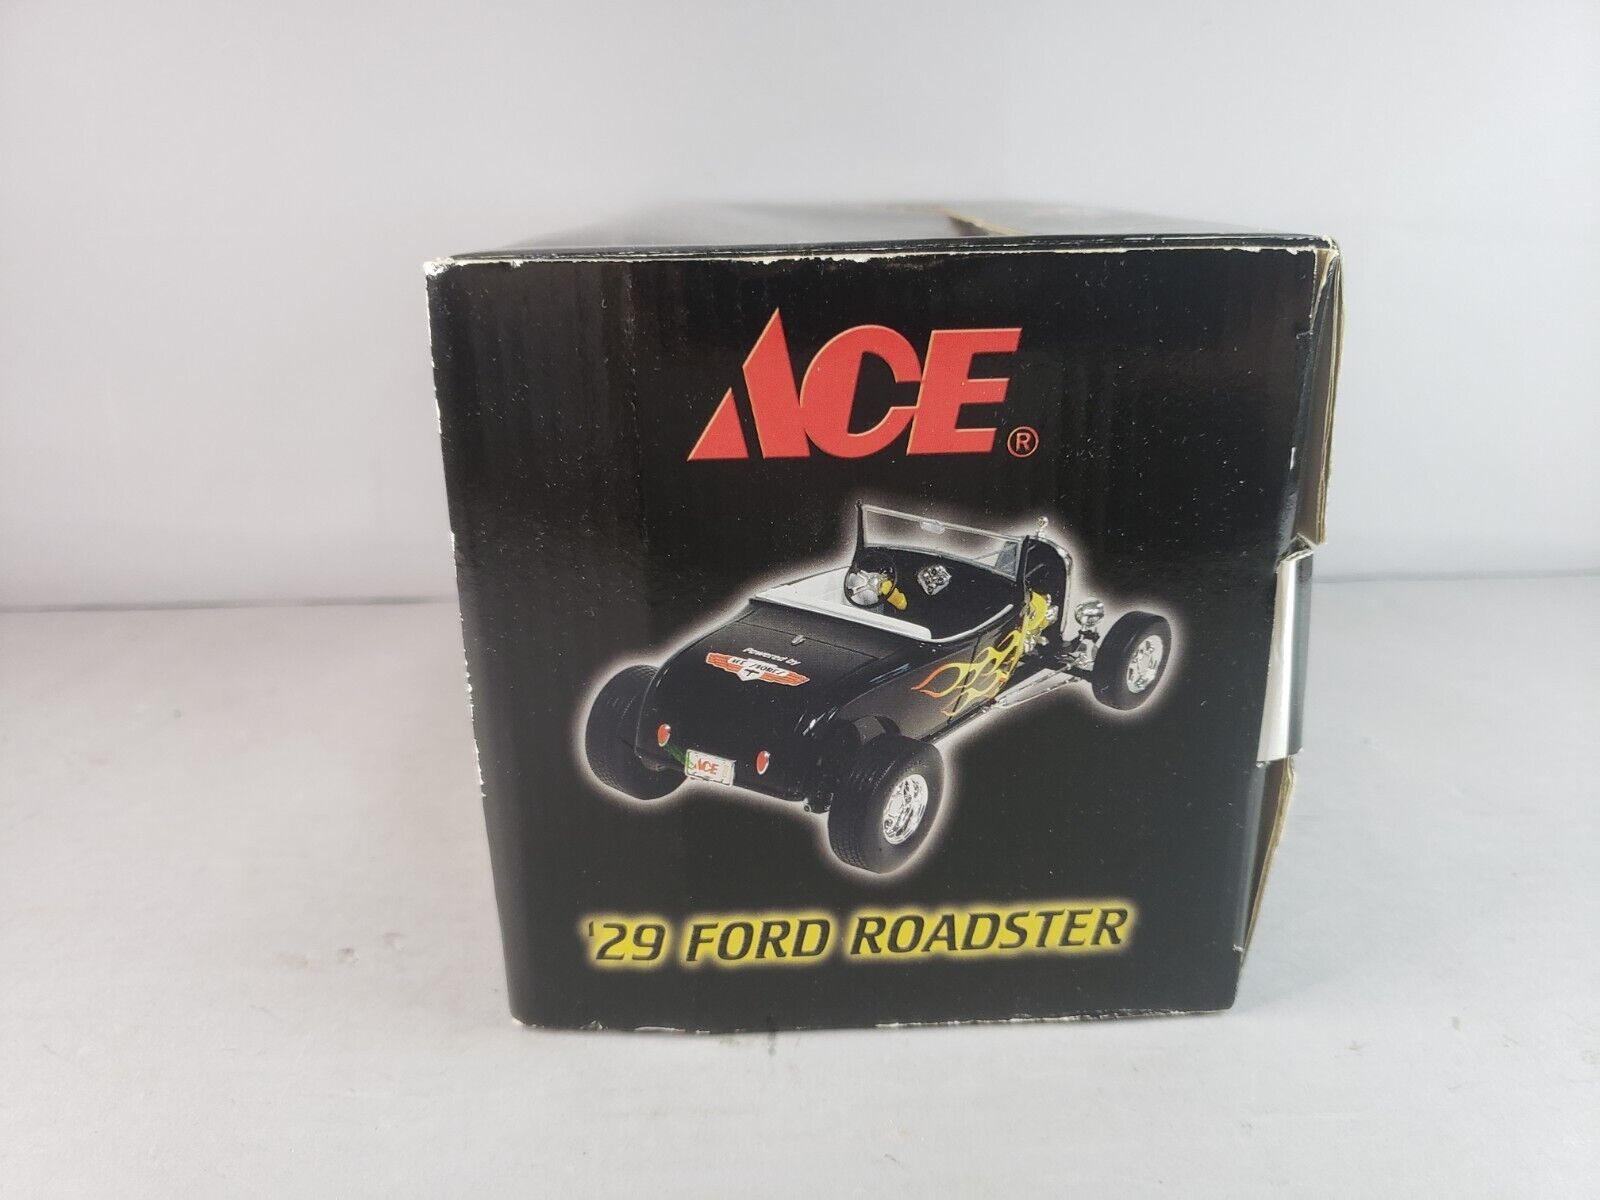 ACE®
Powered by
ACE
'29 FORD ROADSTER